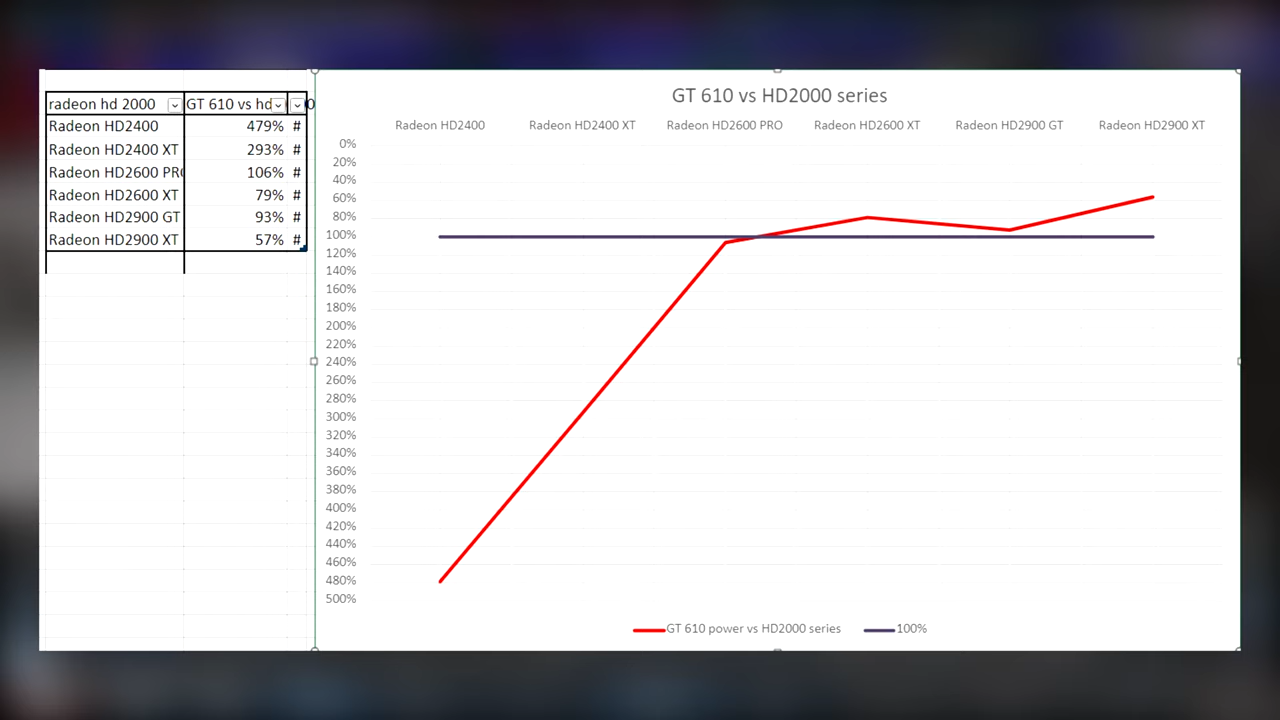 radeon hd 2000 GT 610 vs hd 0
Radeon HD2400 479% #
Radeon HD2400 XT 293% #
Radeon HD2600 PR 106% #
Radeon HD2600 XT 79% #
Radeon HD2900 GT 93% #
Radeon HD2900 XT 57% #
GT 610 vs HD2000 series
Radeon HD2400 Radeon HD2400 XT Radeon HD2600 PRO Radeon HD2600 XT Radeon HD2900 GT Radeon HD2900 XT
0%
20%
40%
60%
80%
100%
120%
140%
160%
180%
200%
220%
240%
260%
280%
300%
320%
340%
360%
380%
400%
420%
440%
460%
480%
500%
GT 610 power vs HD2000 series 100%